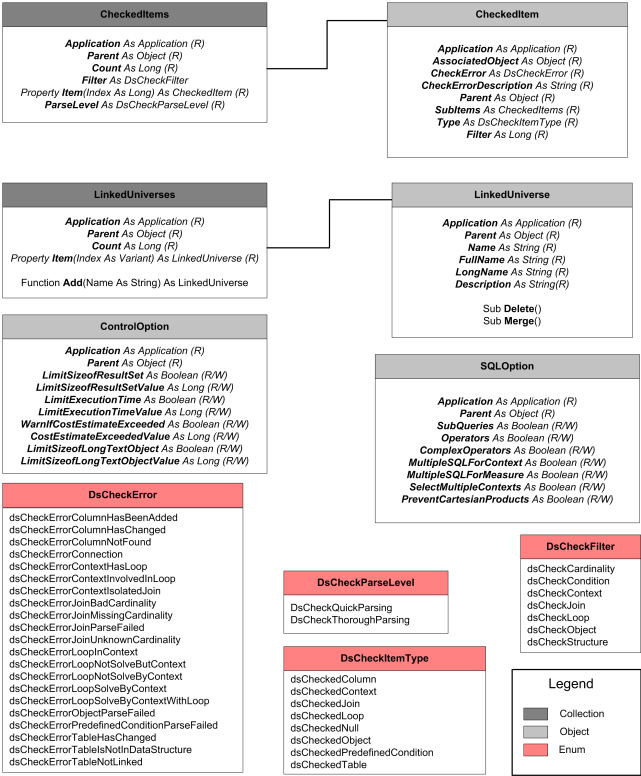 CheckedItems
Application As Application (R)
Parent As Object (R)
Count As Long (R)
Filter As DsCheckFilter
Property Item(Index As Long) As CheckedItem (R)
ParseLevel As DsCheckParseLevel (R)
CheckedItem
Application As Application (R)
AssociatedObject As Object (R)
CheckError As DsCheckError (R)
CheckErrorDescription As String (R)
Parent As Object (R)
SubItems As CheckedItems (R)
Type As DsCheckItemType (R)
Filter As Long (R)
LinkedUniverses
Application As Application (R)
Parent As Object (R)
Count As Long (R)
Property Item(Index As Variant) As LinkedUniverse (R)
Function Add(Name As String) As LinkedUniverse
LinkedUniverse
Application As Application (R)
Parent As Object (R)
Name As String (R)
FullName As String (R)
LongName As String (R)
Description As String(R)
Sub Delete()
Sub Merge()
ControlOption
Application As Application (R)
Parent As Object (R)
LimitSizeofResultSet As Boolean (R/W)
LimitSizeofResultSetValue As Long (R/W)
LimitExecutionTime As Boolean (R/W)
LimitExecutionTimeValue As Long (R/W)
WarnIfCostEstimateExceeded As Boolean (R/W)
CostEstimateExceededValue As Long (R/W)
LimitSizeofLongTextObject As Boolean (R/W)
LimitSizeofLongTextObjectValue As Long (R/W)
SQLOption
Application As Application (R)
Parent As Object (R)
SubQueries As Boolean (R/W)
Operators As Boolean (R/W)
ComplexOperators As Boolean (R/W)
MultipleSQLForContext As Boolean (R/W)
MultipleSQLForMeasure As Boolean (R/W)
SelectMultipleContexts As Boolean (R/W)
PreventCartesianProducts As Boolean (R/W)
DsCheckError
dsCheckErrorColumnHasBeenAdded
dsCheckErrorColumnHasChanged
dsCheckErrorColumnNotFound
dsCheckErrorConnection
dsCheckErrorContextHasLoop
dsCheckErrorContextInvolvedInLoop
dsCheckErrorContextIsolatedJoin
dsCheckErrorJoinBadCardinality
dsCheckErrorJoinMissingCardinality
dsCheckErrorJoinParseFailed
dsCheckErrorJoinUnknownCardinality
dsCheckErrorLoopInContext
dsCheckErrorLoopNotSolveButContext
dsCheckErrorLoopNotSolveByContext
dsCheckErrorLoopSolveByContext
dsCheckErrorLoopSolveByContextWithLoop
dsCheckErrorObjectParseFailed
dsCheckErrorPredefinedConditionParseFailed
dsCheckErrorTableHasChanged
dsCheckErrorTableIsNotInDataStructure
dsCheckErrorTableNotLinked
DsCheckParseLevel
DsCheckQuickParsing
DsCheckThoroughParsing
DsCheckItemType
dsCheckedColumn
dsCheckedContext
dsCheckedJoin
dsCheckedLoop
dsCheckedNull
dsCheckedObject
dsCheckedPredefinedCondition
dsCheckedTable
DsCheckFilter
dsCheckCardinality
dsCheckCondition
dsCheckContext
dsCheckJoin
dsCheckLoop
dsCheckObject
dsCheckStructure
Legend
Collection
Object
Enum